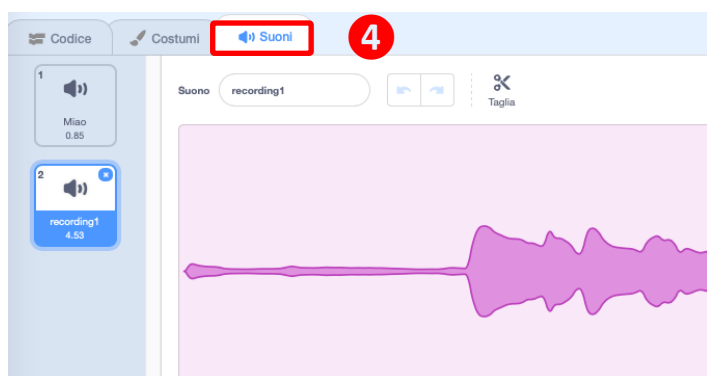 Codice Costumi Suoni 4
1
Miao
0.85
Suono recording1 Taglia
2
recording1
4.53